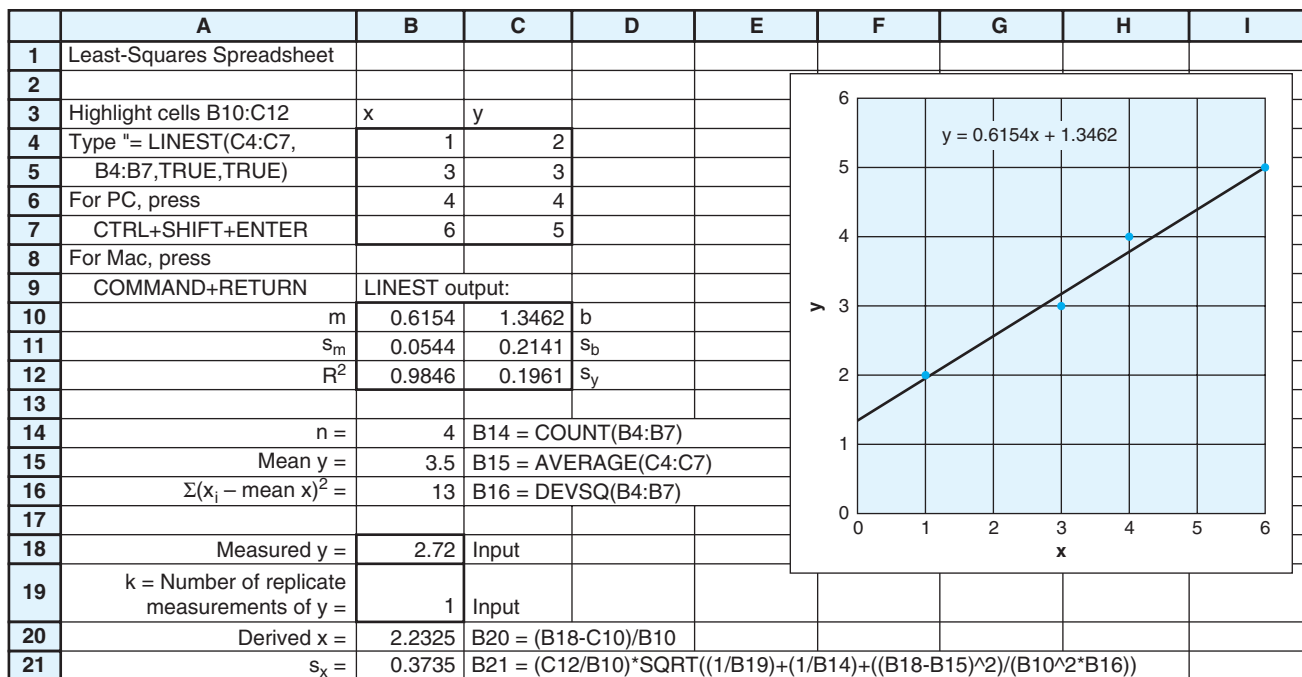 A B C D E F G H I
1 Least-Squares Spreadsheet
2
3 Highlight cells B10:C12 x y
4 Type "= LINEST(C4:C7, 1 2
5 B4:B7,TRUE,TRUE) 3 3
6 For PC, press 4 4
7 CTRL+SHIFT+ENTER 6 5
8 For Mac, press
9 COMMAND+RETURN LINEST output:
10 m 0.6154 1.3462 b
11 sm 0.0544 0.2141 sb
12 R2 0.9846 0.1961 sy
13
14 n = 4 B14 = COUNT(B4:B7)
15 Mean y = 3.5 B15 = AVERAGE(C4:C7)
16 Σ(xi – mean x)2 = 13 B16 = DEVSQ(B4:B7)
17
18 Measured y = 2.72 Input
19 k = Number of replicate
measurements of y = 1 Input
20 Derived x = 2.2325 B20 = (B18-C10)/B10
21 sx = 0.3735 B21 = (C12/B10)*SQRT((1/B19)+(1/B14)+((B18-B15)^2)/(B10^2*B16))
6
y = 0.6154x + 1.3462
5
4
3
y
2
1
0
0 1 2 3 4 5 6
x